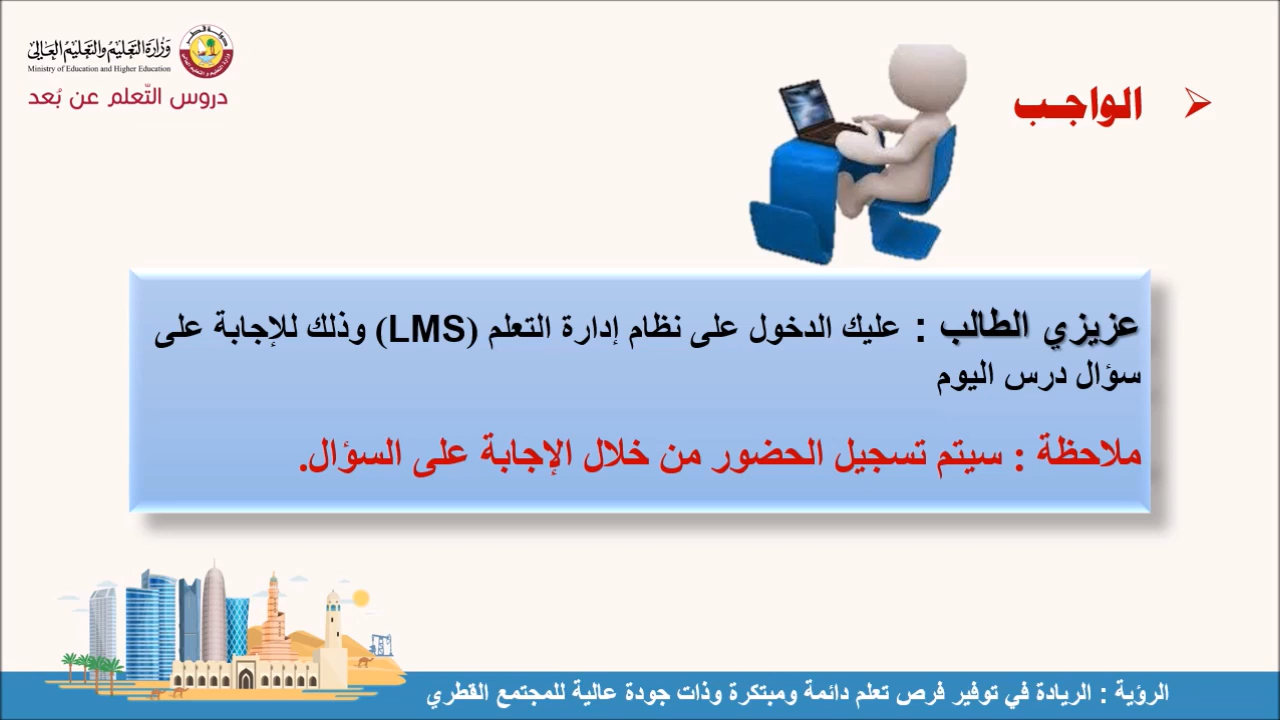 وزارة التعليم والتعليم العالي
Ministry of Education and Higher Education
دروس التّعلم عن بُعد
الواجب
عزيزي الطالب : عليك الدخول على نظام إدارة التعلم (LMS) وذلك للإجابة على
سؤال درس اليوم
ملاحظة : سيتم تسجيل الحضور من خلال الإجابة على السؤال.
الرؤية : الريادة في توفير فرص تعلم دائمة ومبتكرة وذات جودة عالية للمجتمع القطري